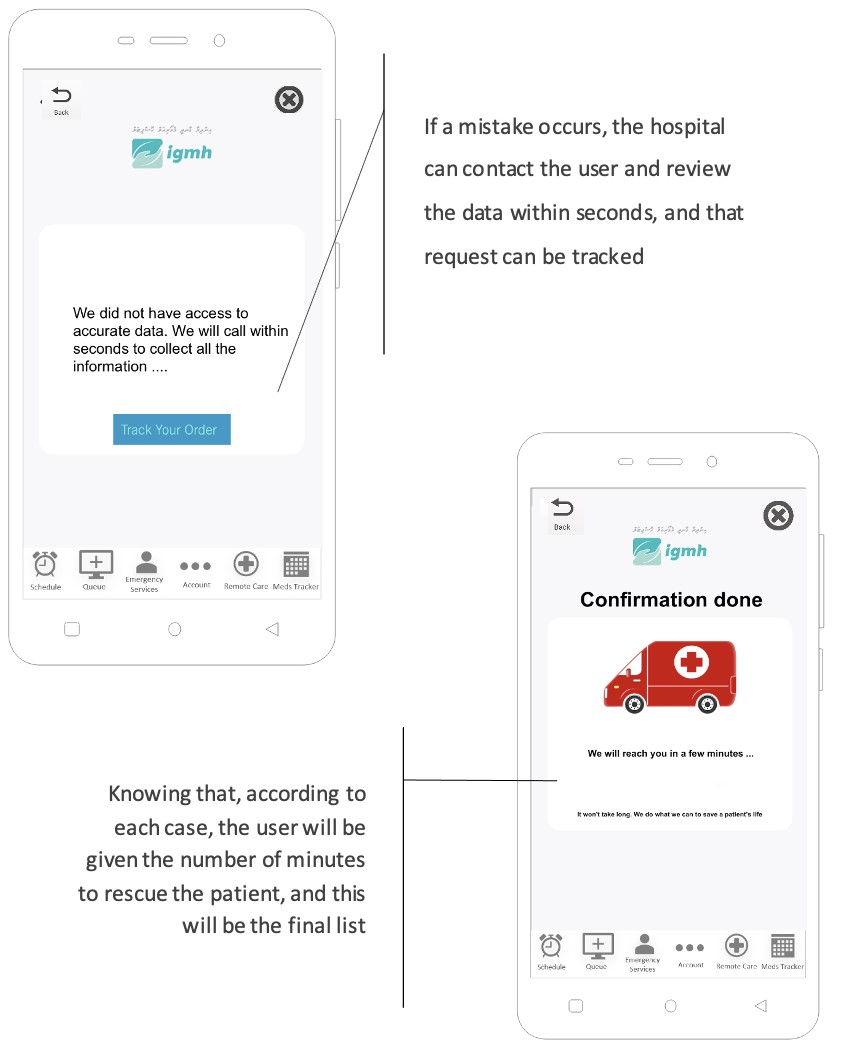 Back
igmh
We did not have access to
accurate data. We will call within
seconds to collect all the
information ....
Track Your Order
Schedule
Queue
Emergency
Services
Account
Remote Care
Meds Tracker
If a mistake occurs, the hospital
can contact the user and review
the data within seconds, and that
request can be tracked
Back
igmh
Confirmation done
We will reach you in a few minutes ...
It won't take long. We do what we can to save a patient's life
Schedule
Queue
Emergency
Services
Account
Remote Care
Meds Tracker
Knowing that, according to
each case, the user will be
given the number of minutes
to rescue the patient, and this
will be the final list